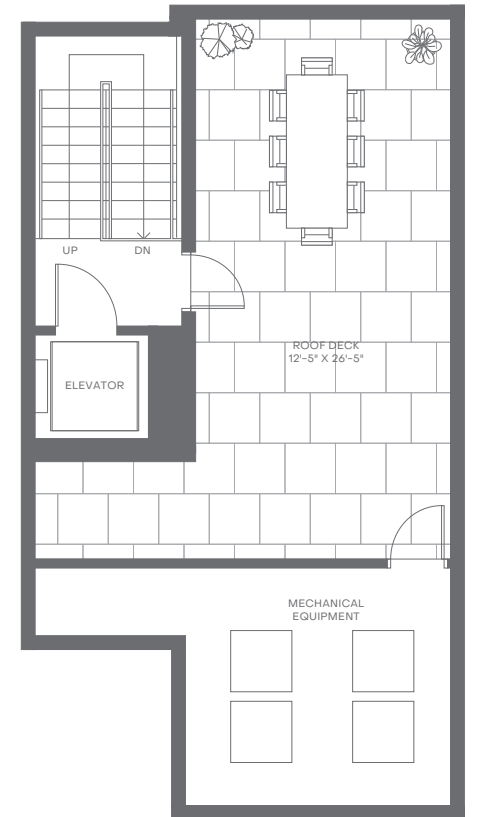 UP
DN
ELEVATOR
ROOF DECK
12'-5" X 26'-5"
MECHANICAL
EQUIPMENT